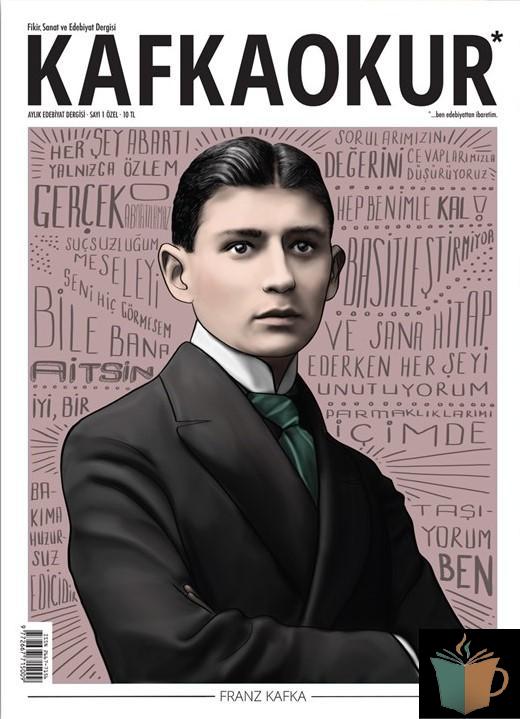 Fikir, Sanat ve Edebiyat Dergisi
KAFKAOKUR*
AYLIK EDEBİYAT DERGİSİ · SAYI 1 ÖZEL · 10 TL
*...ben edebiyattan ibaretim.
HER ŞEY ABARTI
YALNIZCA ÖZLEM
GERÇEK
SUÇSUZLUĞUM
MESELEYİ
SENİ HİÇ GÖRMESEM
BİLE BANA
AİTSİN
İYİ, BİR
BA-
KIMA
HUZUR-
SUZ
EDİCİDİR
SORULARIMIZIN
DEĞERİNİ CEVAPLARIMIZLA
DÜŞÜRÜYORUZ
HEP BENİMLE KAL!
BASİTLEŞTİRMİYOR
VE SANA HİTAP
EDERKEN HER ŞEYİ
UNUTUYORUM
PARMAKLIKLARIMI
İÇİMDE
TAŞI-
YORUM
BEN
FRANZ KAFKA